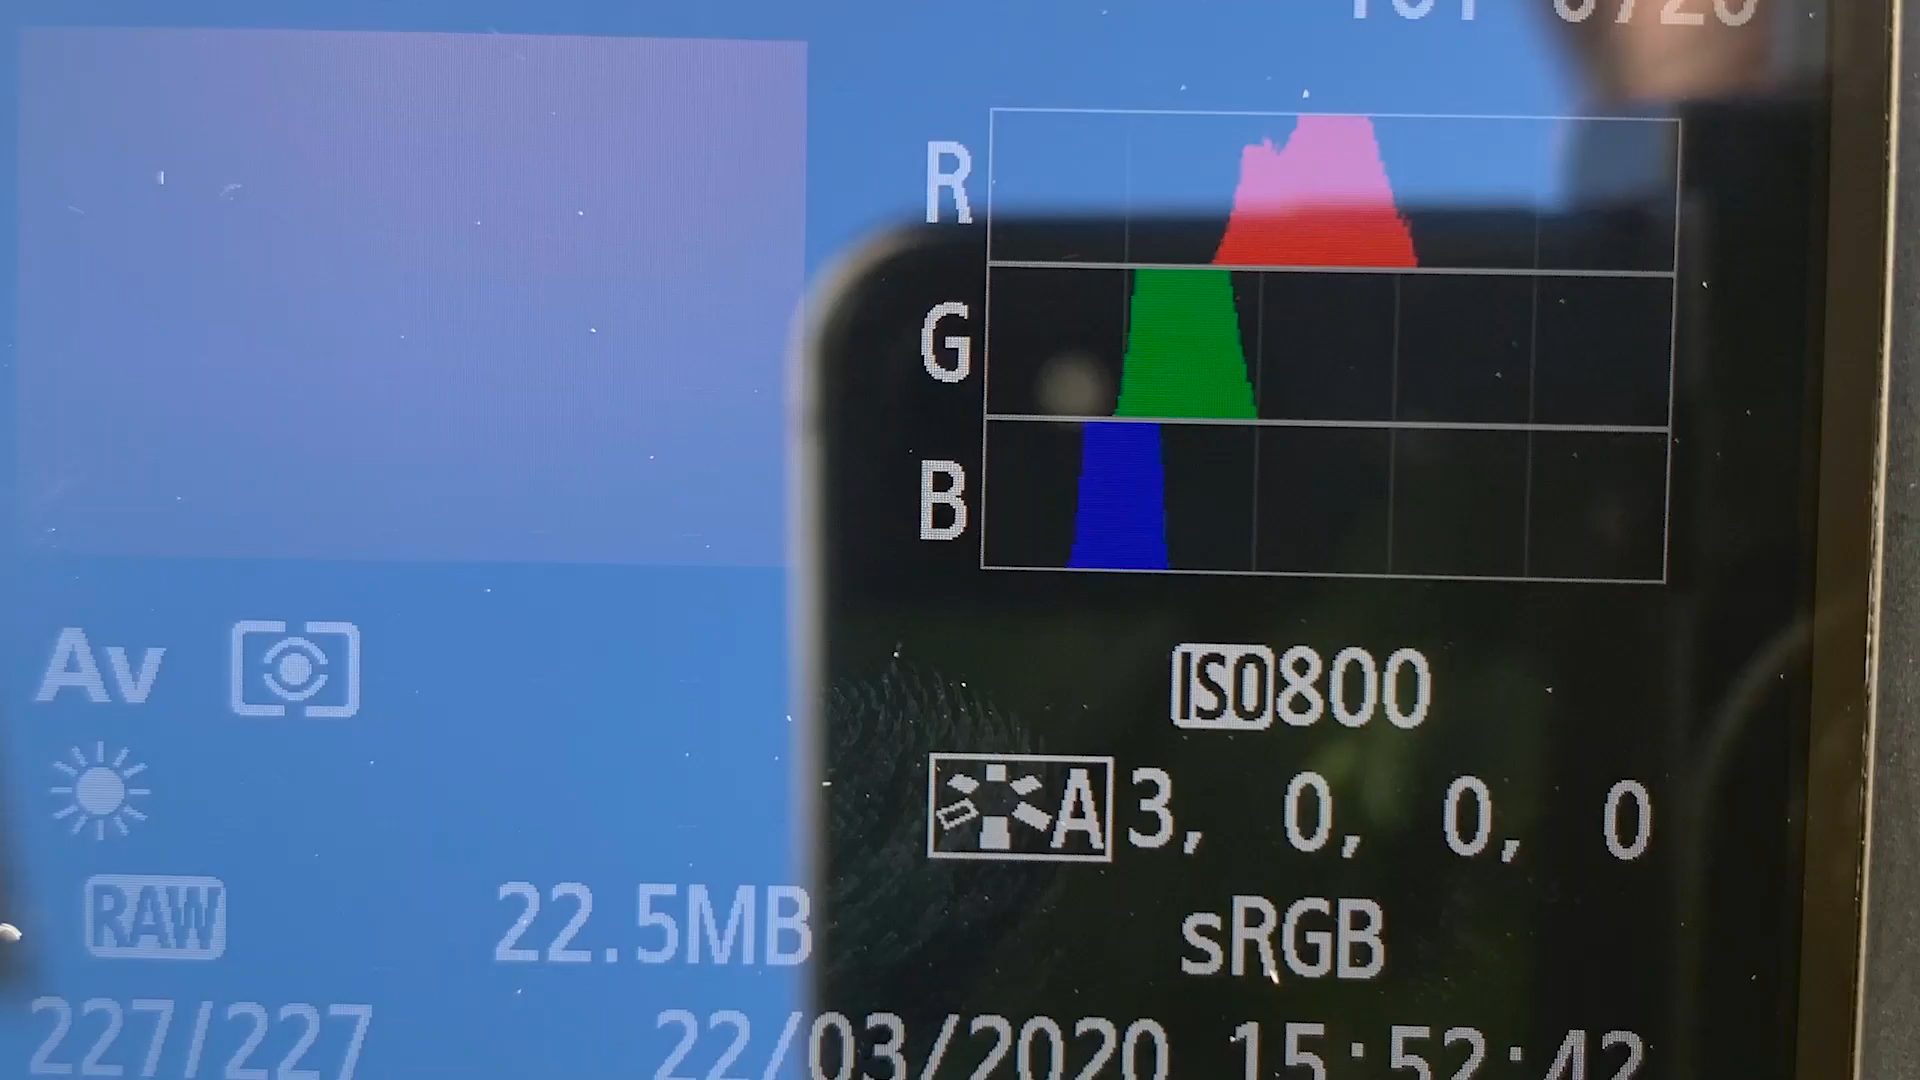 R
G
B
Av
ISO800
A 3, 0, 0, 0
RAW 22.5MB
sRGB
227/227 22/03/2020 15:52:42